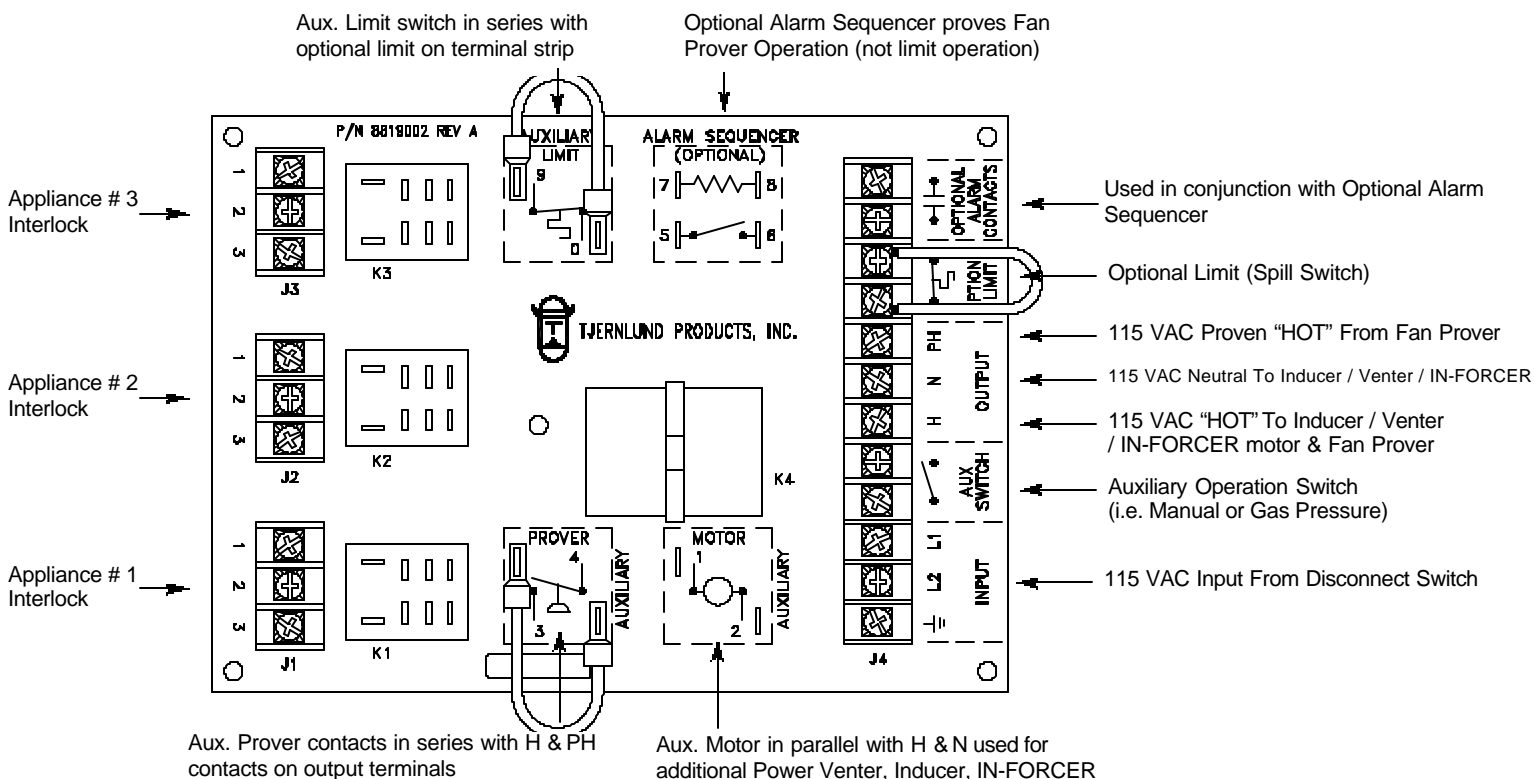 Aux. Limit switch in series with
optional limit on terminal strip
Optional Alarm Sequencer proves Fan
Prover Operation (not limit operation)
P/N 8819002 REV A
AUXILIARY
LIMIT
9
0
ALARM SEQUENCER
(OPTIONAL)
7
8
5
6
Appliance # 3
Interlock
1
2
3
J3
K3
Appliance # 2
Interlock
1
2
3
J2
K2
Appliance # 1
Interlock
1
2
3
J1
K1
TJERNLUND PRODUCTS, INC.
K4
PROVER
4
3
AUXILIARY
MOTOR
1
2
AUXILIARY
OPTIONAL
ALARM
CONTACTS
PTION
LIMIT
PH
N
H
OUTPUT
AUX
SWITCH
L1
L2
INPUT
J4
Used in conjunction with Optional Alarm
Sequencer
Optional Limit (Spill Switch)
115 VAC Proven “HOT” From Fan Prover
115 VAC Neutral To Inducer / Venter / IN-FORCER
115 VAC “HOT” To Inducer / Venter
/ IN-FORCER motor & Fan Prover
Auxiliary Operation Switch
(i.e. Manual or Gas Pressure)
115 VAC Input From Disconnect Switch
Aux. Prover contacts in series with H & PH
contacts on output terminals
Aux. Motor in parallel with H & N used for
additional Power Venter, Inducer, IN-FORCER